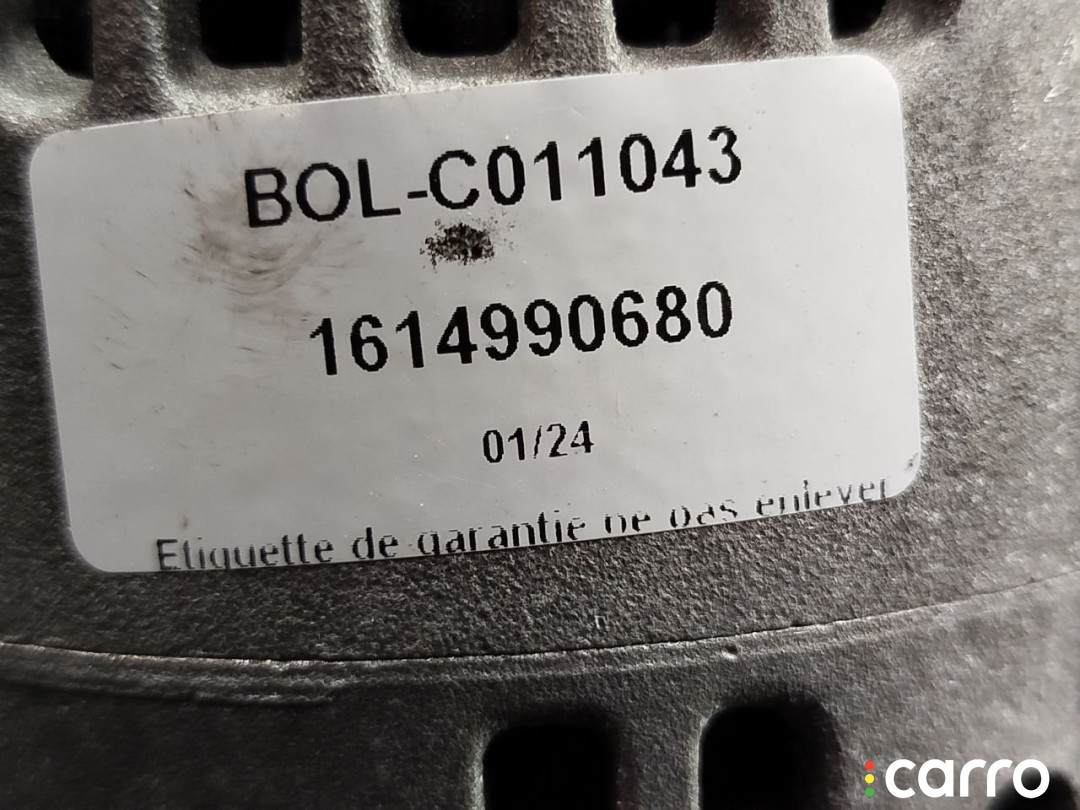 BOL-C011043
1614990680
01/24
Etiquette de garantie ne pas enlever
carro